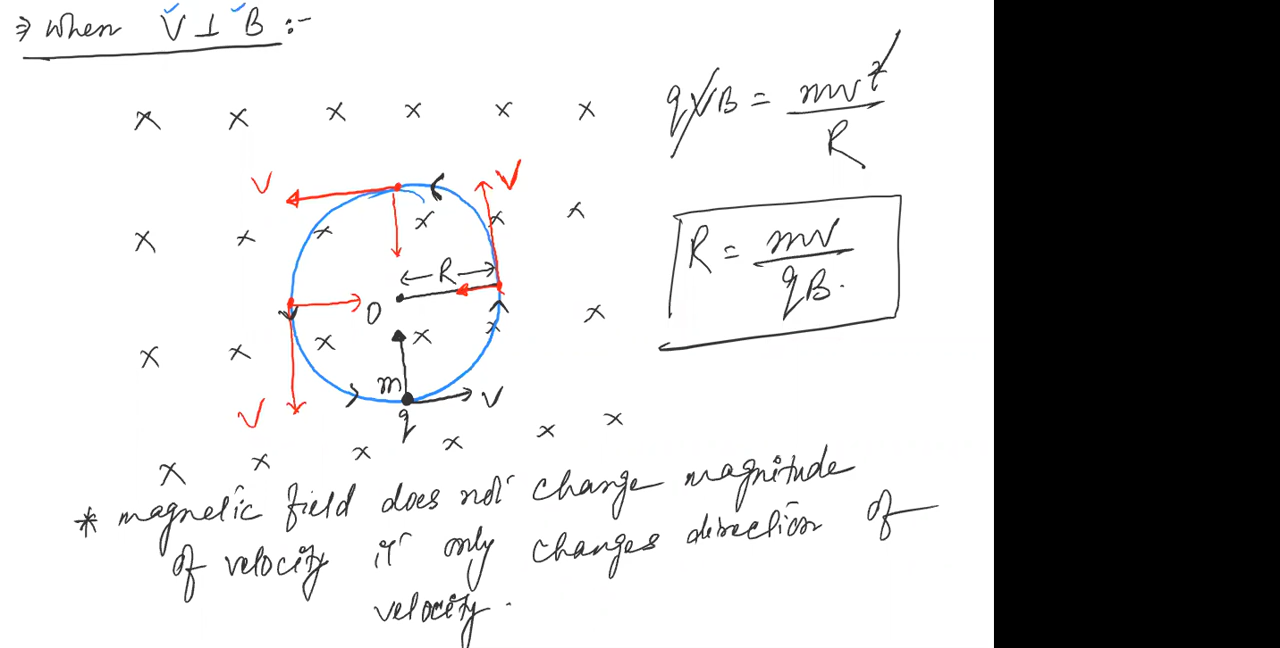 ⇒ When V ⊥ B :-
x x x x x x
qVB = mv²/R
V V
x x x x x x
R = mv/qB.
R
O
x x x x x x
m
V
q
V
x x x x x x
* magnetic field does not change magnitude
of velocity it only changes direction of
velocity.